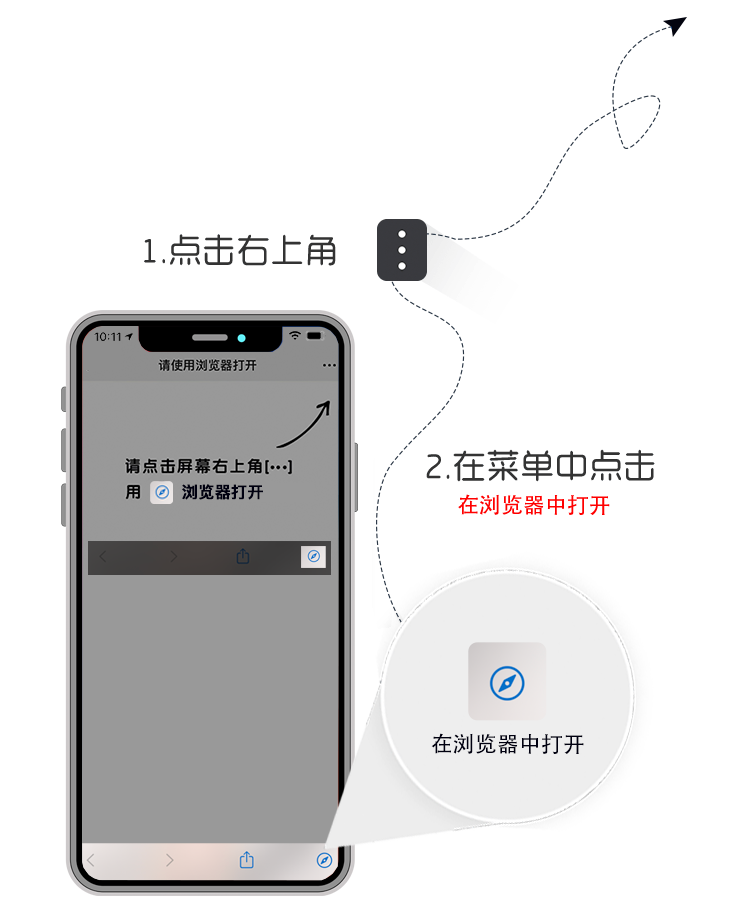 1.点击右上角
10:11
请使用浏览器打开
请点击屏幕右上角[···]
用 浏览器打开
2.在菜单中点击
在浏览器中打开
在浏览器中打开